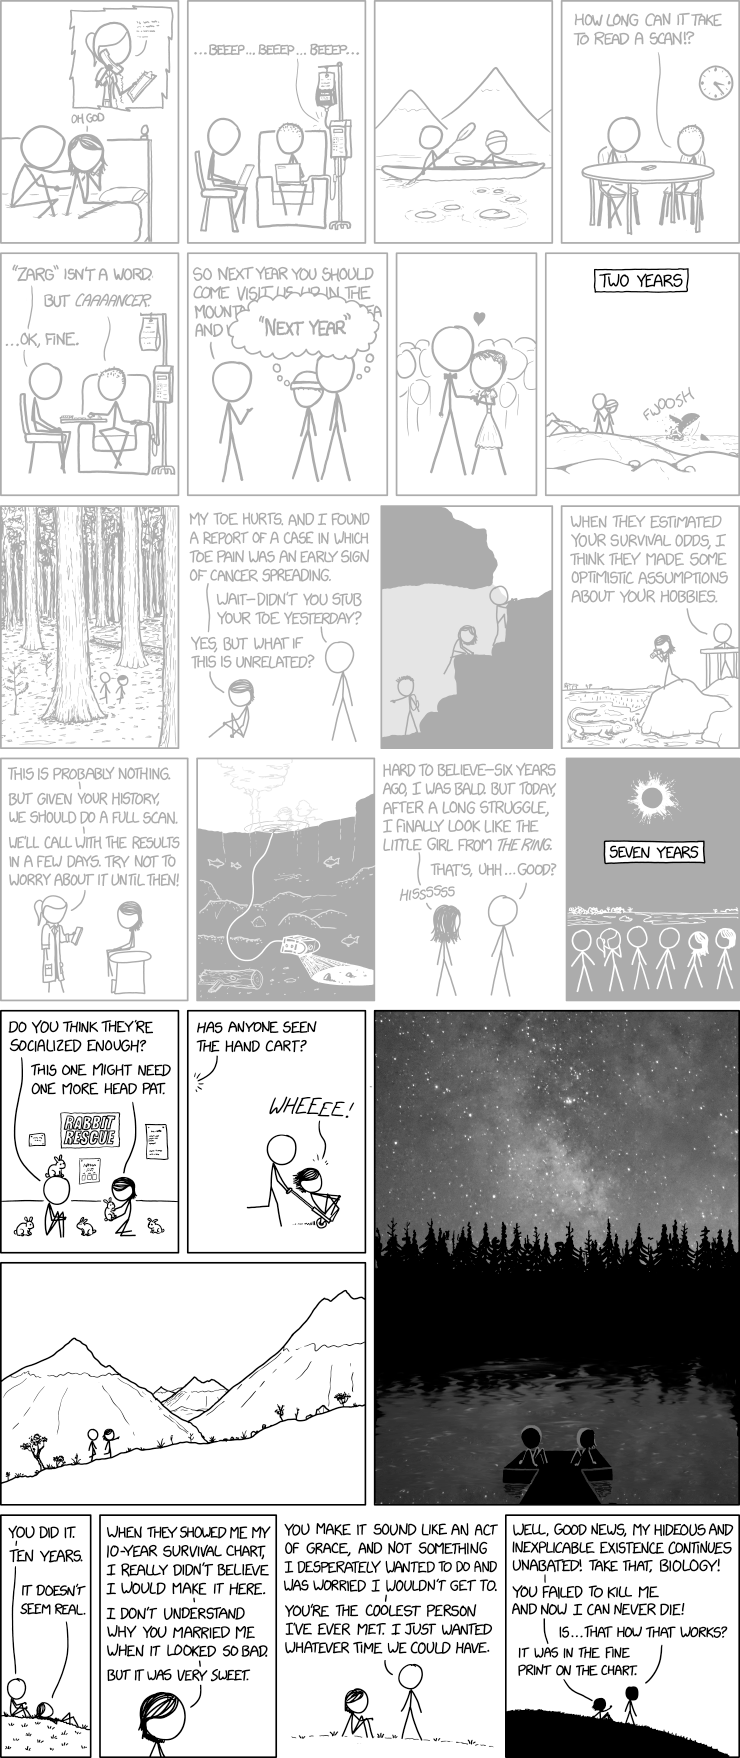 OH GOD
...BEEEP...BEEEP...BEEEP...
HOW LONG CAN IT TAKE
TO READ A SCAN!?
"ZARG" ISN'T A WORD.
BUT CAAAANCER.
...OK, FINE.
SO NEXT YEAR YOU SHOULD
COME VISIT US UP IN THE
MOUNT
AND
"NEXT YEAR"
TWO YEARS
FWOOSH
MY TOE HURTS. AND I FOUND
A REPORT OF A CASE IN WHICH
TOE PAIN WAS AN EARLY SIGN
OF CANCER SPREADING.
WAIT—DIDN'T YOU STUB
YOUR TOE YESTERDAY?
YES, BUT WHAT IF
THIS IS UNRELATED?
WHEN THEY ESTIMATED
YOUR SURVIVAL ODDS, I
THINK THEY MADE SOME
OPTIMISTIC ASSUMPTIONS
ABOUT YOUR HOBBIES.
THIS IS PROBABLY NOTHING.
BUT GIVEN YOUR HISTORY,
WE SHOULD DO A FULL SCAN.
WE'LL CALL WITH THE RESULTS
IN A FEW DAYS. TRY NOT TO
WORRY ABOUT IT UNTIL THEN!
HARD TO BELIEVE—SIX YEARS
AGO, I WAS BALD. BUT TODAY,
AFTER A LONG STRUGGLE,
I FINALLY LOOK LIKE THE
LITTLE GIRL FROM THE RING.
THAT'S, UHH...GOOD?
HISSSSSS
SEVEN YEARS
DO YOU THINK THEY'RE
SOCIALIZED ENOUGH?
THIS ONE MIGHT NEED
ONE MORE HEAD PAT.
RABBIT
RESCUE
HAS ANYONE SEEN
THE HAND CART?
WHEEEE!
YOU DID IT.
TEN YEARS.
IT DOESN'T
SEEM REAL.
WHEN THEY SHOWED ME MY
10-YEAR SURVIVAL CHART,
I REALLY DIDN'T BELIEVE
I WOULD MAKE IT HERE.
I DON'T UNDERSTAND
WHY YOU MARRIED ME
WHEN IT LOOKED SO BAD.
BUT IT WAS VERY SWEET.
YOU MAKE IT SOUND LIKE AN ACT
OF GRACE, AND NOT SOMETHING
I DESPERATELY WANTED TO DO AND
WAS WORRIED I WOULDN'T GET TO.
YOU'RE THE COOLEST PERSON
I'VE EVER MET. I JUST WANTED
WHATEVER TIME WE COULD HAVE.
WELL, GOOD NEWS, MY HIDEOUS AND
INEXPLICABLE EXISTENCE CONTINUES
UNABATED! TAKE THAT, BIOLOGY!
YOU FAILED TO KILL ME
AND NOW I CAN NEVER DIE!
IS...THAT HOW THAT WORKS?
IT WAS IN THE FINE
PRINT ON THE CHART.